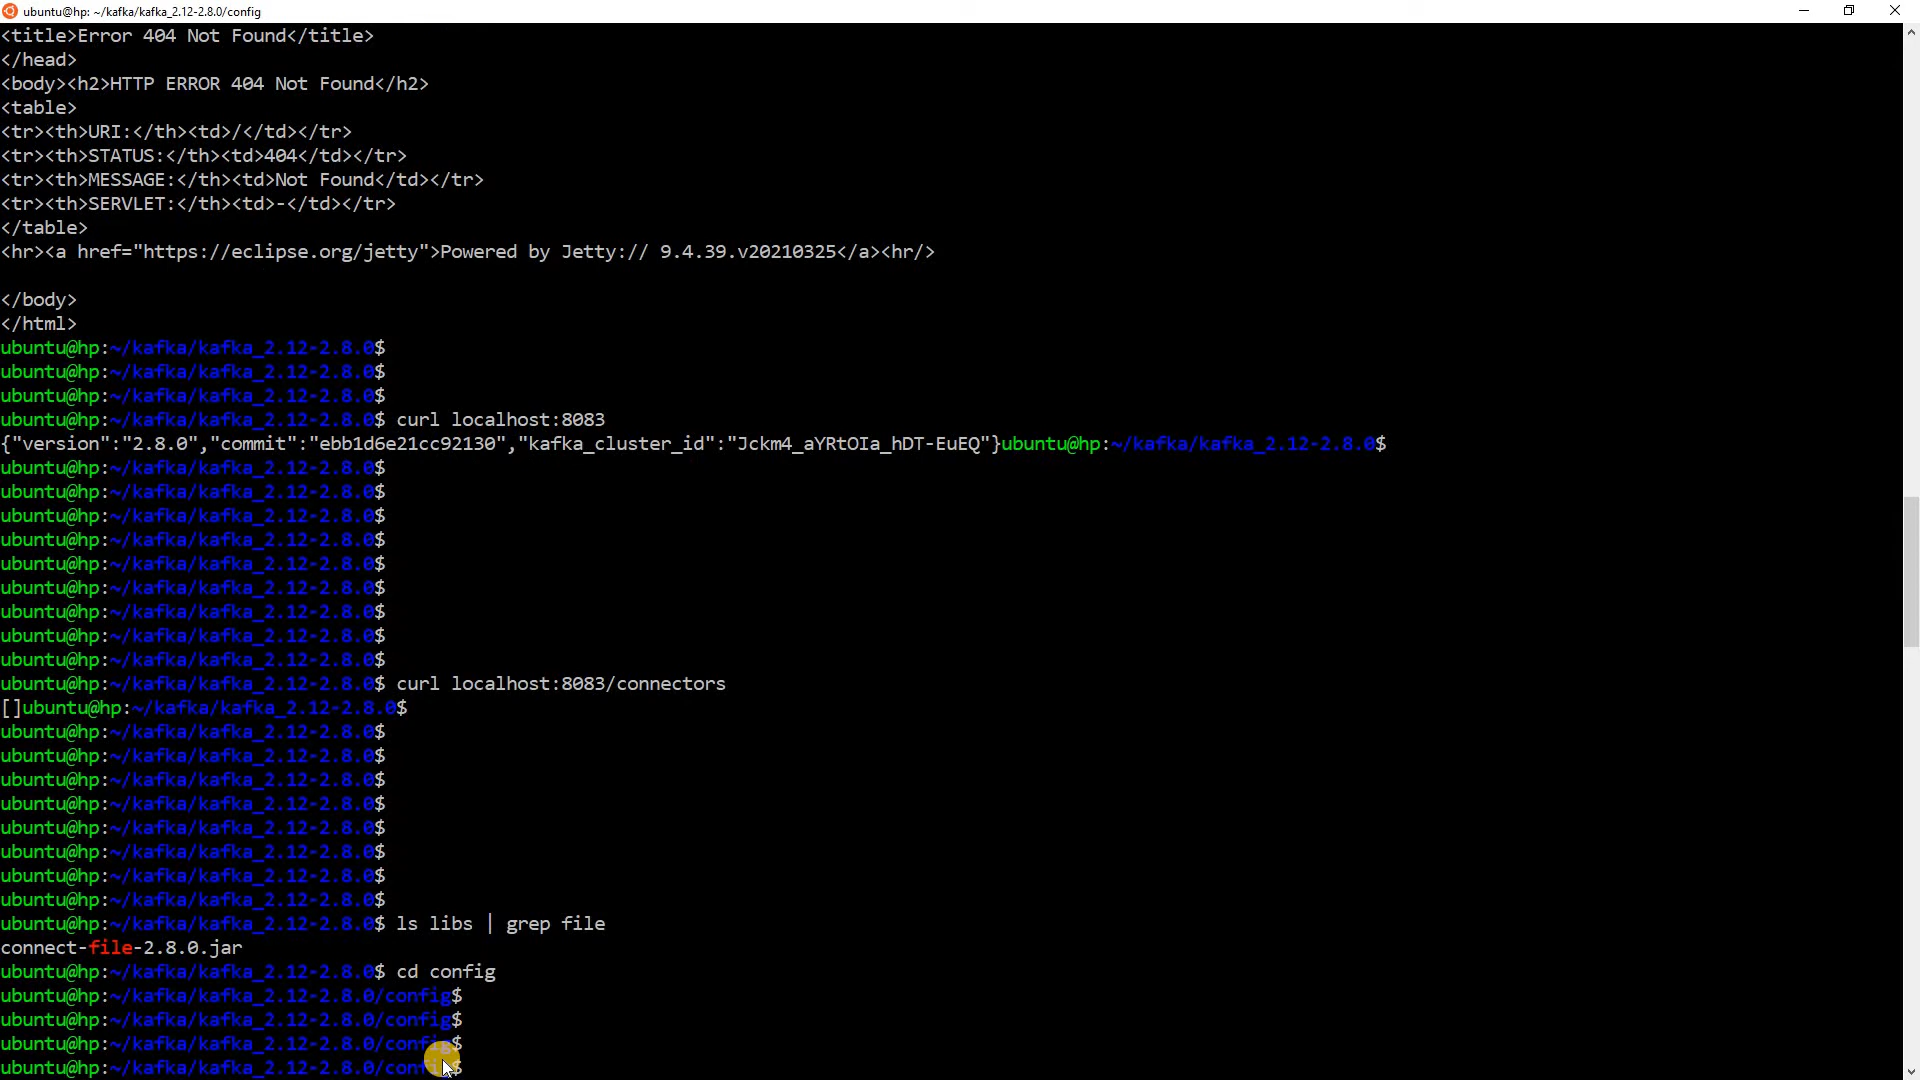 ubuntu@hp: ~/kafka/kafka_2.12-2.8.0/config
<title>Error 404 Not Found</title>
</head>
<body><h2>HTTP ERROR 404 Not Found</h2>
<table>
<tr><th>URI:</th><td>/</td></tr>
<tr><th>STATUS:</th><td>404</td></tr>
<tr><th>MESSAGE:</th><td>Not Found</td></tr>
<tr><th>SERVLET:</th><td>-</td></tr>
</table>
<hr><a href="https://eclipse.org/jetty">Powered by Jetty:// 9.4.39.v20210325</a><hr/>
</body>
</html>
ubuntu@hp:~/kafka/kafka_2.12-2.8.0$
ubuntu@hp:~/kafka/kafka_2.12-2.8.0$
ubuntu@hp:~/kafka/kafka_2.12-2.8.0$
ubuntu@hp:~/kafka/kafka_2.12-2.8.0$ curl localhost:8083
{"version":"2.8.0","commit":"ebb1d6e21cc92130","kafka_cluster_id":"Jckm4_aYRtOIa_hDT-EuEQ"}ubuntu@hp:~/kafka/kafka_2.12-2.8.0$
ubuntu@hp:~/kafka/kafka_2.12-2.8.0$
ubuntu@hp:~/kafka/kafka_2.12-2.8.0$
ubuntu@hp:~/kafka/kafka_2.12-2.8.0$
ubuntu@hp:~/kafka/kafka_2.12-2.8.0$
ubuntu@hp:~/kafka/kafka_2.12-2.8.0$
ubuntu@hp:~/kafka/kafka_2.12-2.8.0$
ubuntu@hp:~/kafka/kafka_2.12-2.8.0$
ubuntu@hp:~/kafka/kafka_2.12-2.8.0$
ubuntu@hp:~/kafka/kafka_2.12-2.8.0$
ubuntu@hp:~/kafka/kafka_2.12-2.8.0$ curl localhost:8083/connectors
[]ubuntu@hp:~/kafka/kafka_2.12-2.8.0$
ubuntu@hp:~/kafka/kafka_2.12-2.8.0$
ubuntu@hp:~/kafka/kafka_2.12-2.8.0$
ubuntu@hp:~/kafka/kafka_2.12-2.8.0$
ubuntu@hp:~/kafka/kafka_2.12-2.8.0$
ubuntu@hp:~/kafka/kafka_2.12-2.8.0$
ubuntu@hp:~/kafka/kafka_2.12-2.8.0$
ubuntu@hp:~/kafka/kafka_2.12-2.8.0$
ubuntu@hp:~/kafka/kafka_2.12-2.8.0$
ubuntu@hp:~/kafka/kafka_2.12-2.8.0$ ls libs | grep file
connect-file-2.8.0.jar
ubuntu@hp:~/kafka/kafka_2.12-2.8.0$ cd config
ubuntu@hp:~/kafka/kafka_2.12-2.8.0/config$
ubuntu@hp:~/kafka/kafka_2.12-2.8.0/config$
ubuntu@hp:~/kafka/kafka_2.12-2.8.0/config$
ubuntu@hp:~/kafka/kafka_2.12-2.8.0/config$